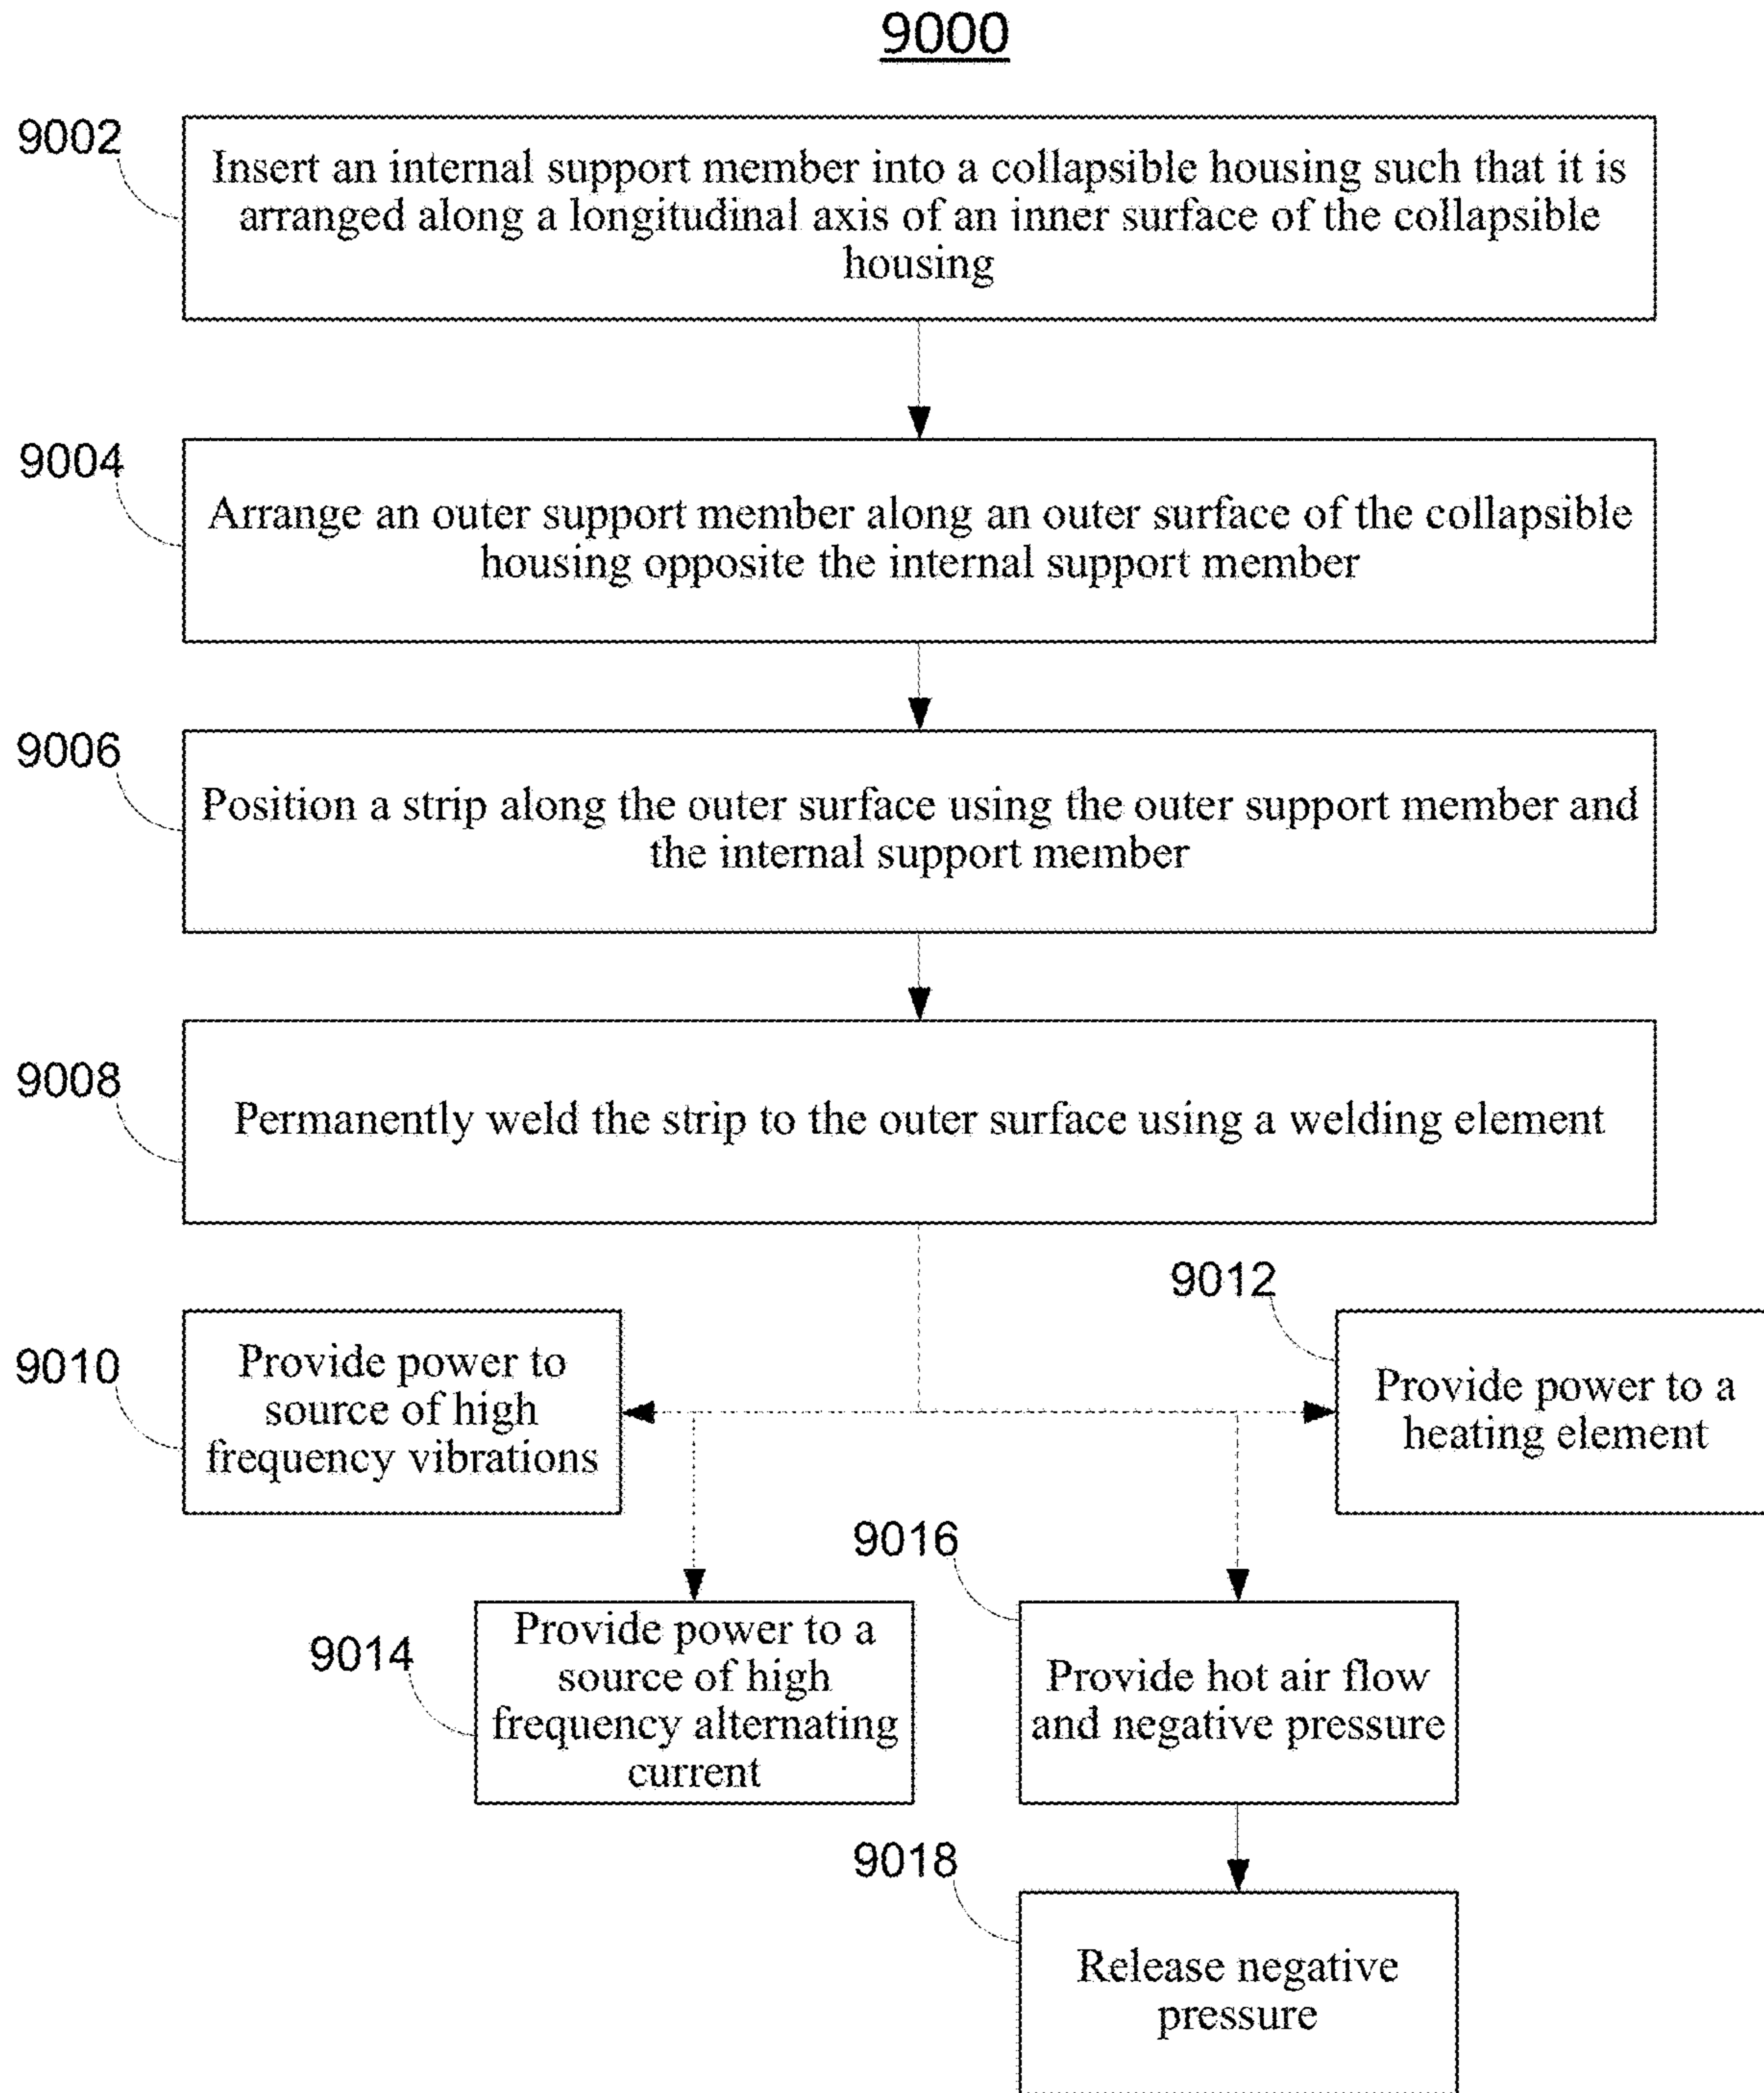 9000
9002
Insert an internal support member into a collapsible housing such that it is
arranged along a longitudinal axis of an inner surface of the collapsible
housing
9004
Arrange an outer support member along an outer surface of the collapsible
housing opposite the internal support member
9006
Position a strip along the outer surface using the outer support member and
the internal support member
9008
Permanently weld the strip to the outer surface using a welding element
9010
Provide power to
source of high
frequency vibrations
9012
Provide power to a
heating element
9014
Provide power to a
source of high
frequency alternating
current
9016
Provide hot air flow
and negative pressure
9018
Release negative
pressure